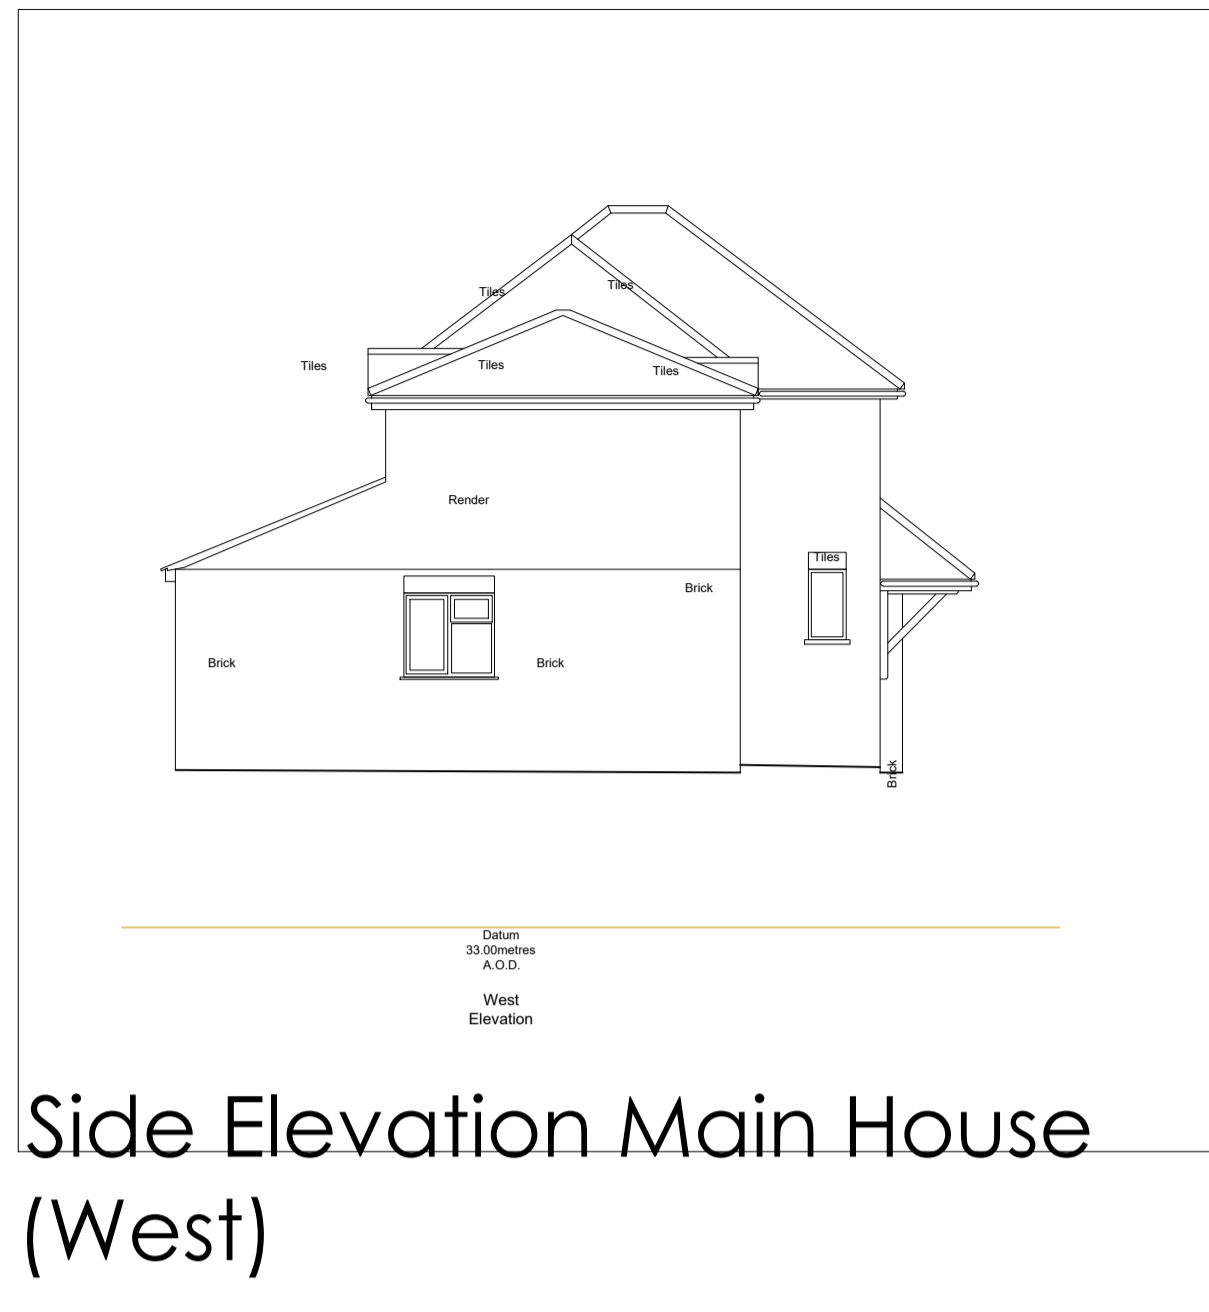 Tiles
Tiles
Tiles
Tiles
Tiles
Render
Tiles
Brick
Brick
Brick
Brick
Datum
33.00metres
A.O.D.
West
Elevation
Side Elevation Main House
(West)